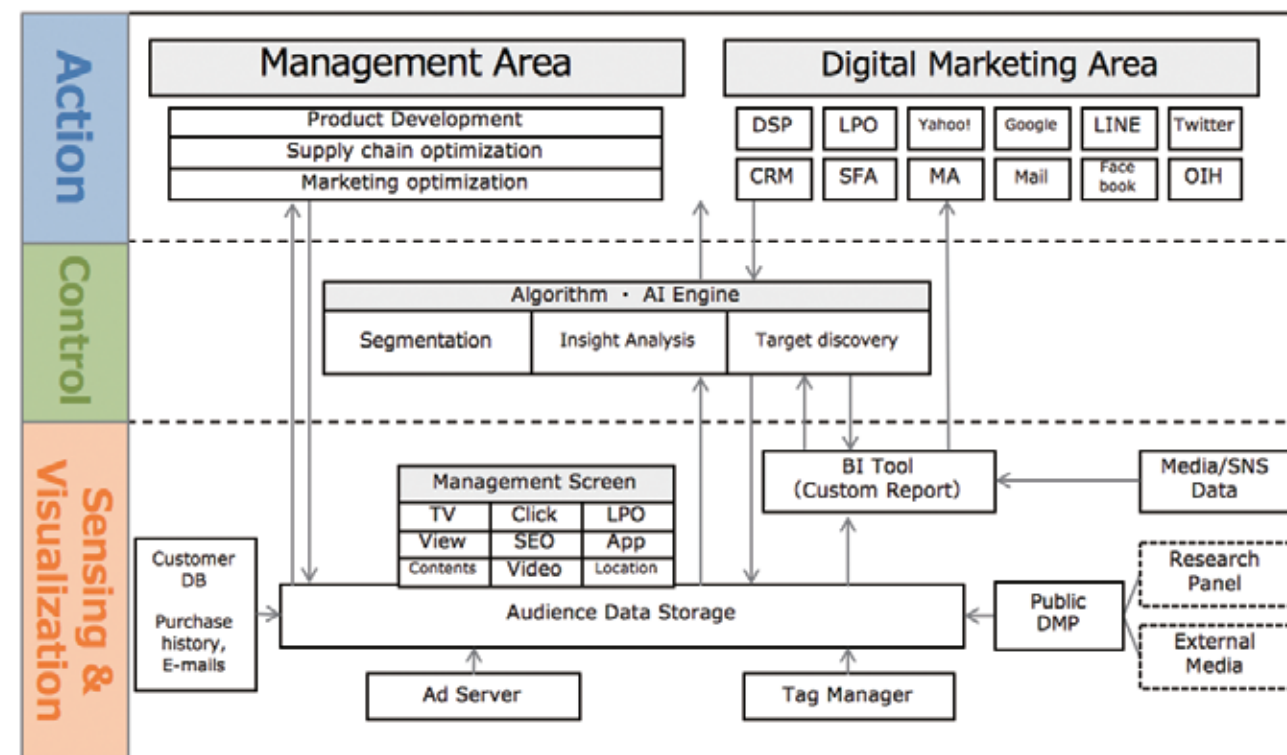 Action
Management Area
Product Development
Supply chain optimization
Marketing optimization
Digital Marketing Area
DSP
LPO
Yahoo!
Google
LINE
Twitter
CRM
SFA
MA
Mail
Face
book
OIH
Control
Algorithm ・ AI Engine
Segmentation
Insight Analysis
Target discovery
Sensing &
Visualization
Management Screen
TV
Click
LPO
View
SEO
App
Contents
Video
Location
BI Tool
(Custom Report)
Media/SNS
Data
Customer
DB
Purchase
history,
E-mails
Audience Data Storage
Public
DMP
Research
Panel
External
Media
Ad Server
Tag Manager